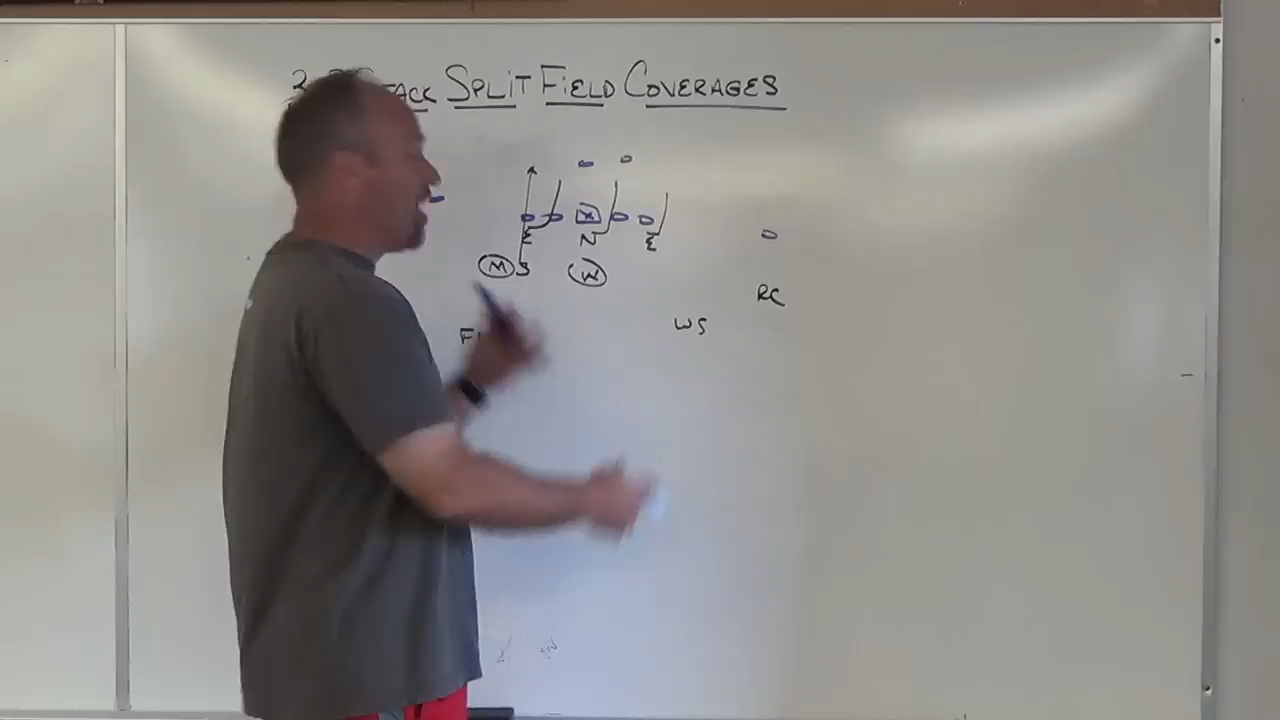 SPLIT FIELD COVERAGES
X
E N E
M S W
RC
WS